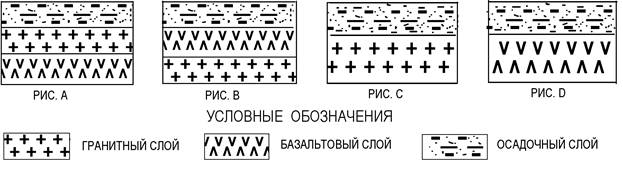 РИС. A РИС. B РИС. C РИС. D
УСЛОВНЫЕ ОБОЗНАЧЕНИЯ
ГРАНИТНЫЙ СЛОЙ БАЗАЛЬТОВЫЙ СЛОЙ ОСАДОЧНЫЙ СЛОЙ